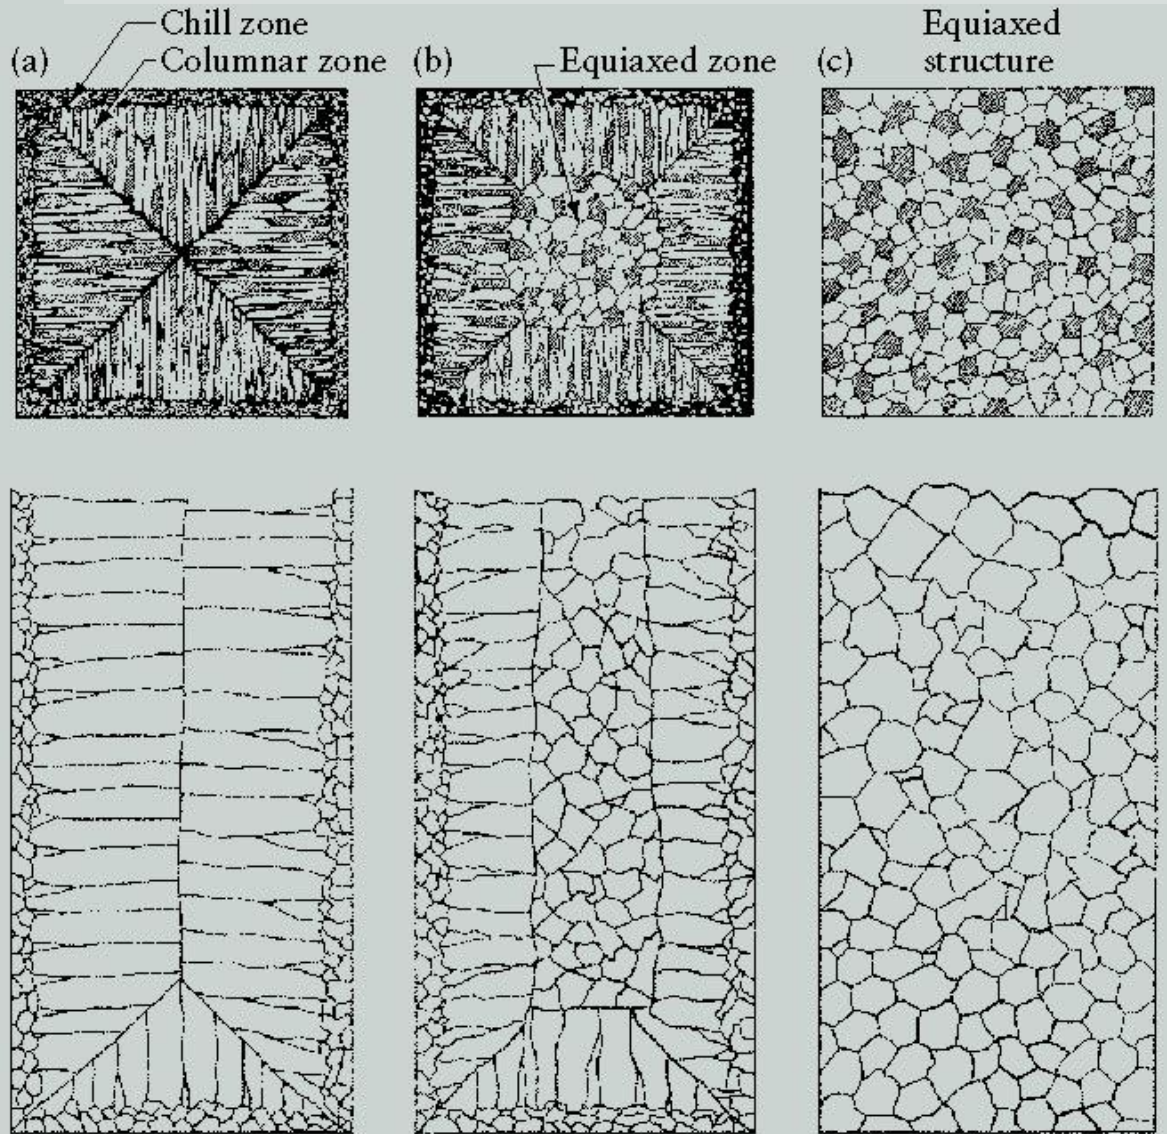 Chill zone
(a) Columnar zone
(b) Equiaxed zone
(c) Equiaxed
structure